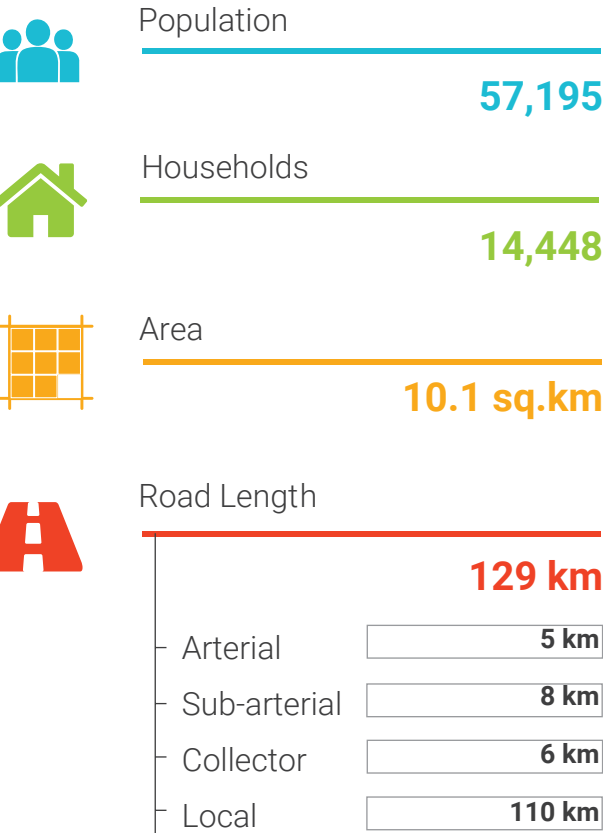 Population
57,195
Households
14,448
Area
10.1 sq.km
Road Length
129 km
Arterial 5 km
Sub-arterial 8 km
Collector 6 km
Local 110 km